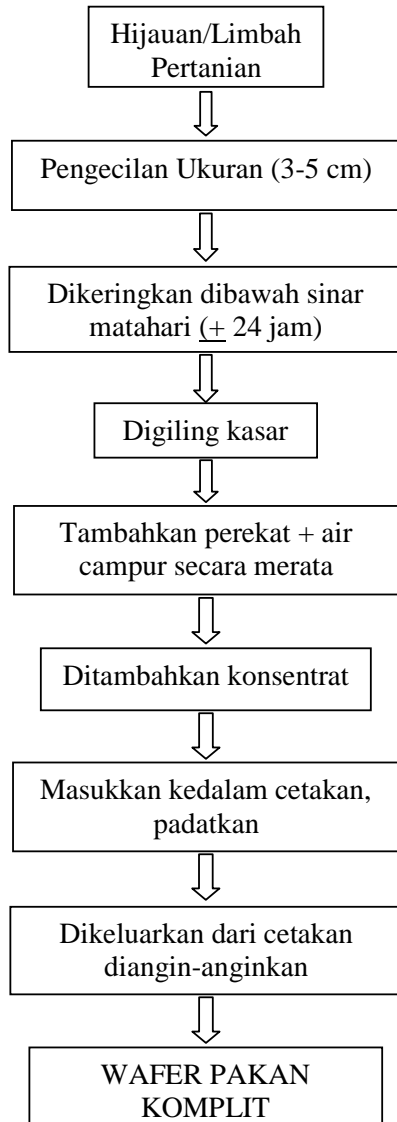 Hijauan/Limbah
Pertanian
Pengecilan Ukuran (3-5 cm)
Dikeringkan dibawah sinar
matahari (+ 24 jam)
Digiling kasar
Tambahkan perekat + air
campur secara merata
Ditambahkan konsentrat
Masukkan kedalam cetakan,
padatkan
Dikeluarkan dari cetakan
diangin-anginkan
WAFER PAKAN
KOMPLIT